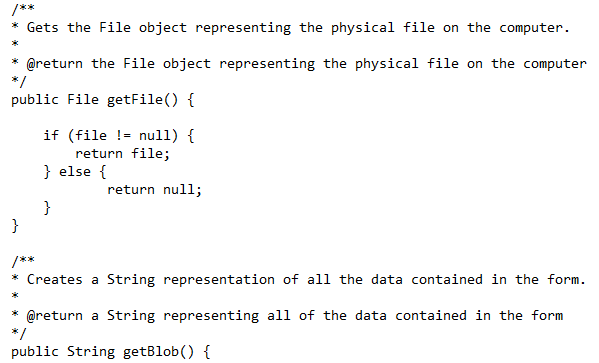 /**
* Gets the File object representing the physical file on the computer.
*
* @return the File object representing the physical file on the computer
*/
public File getFile() {
if (file != null) {
return file;
} else {
return null;
}
}
/**
* Creates a String representation of all the data contained in the form.
*
* @return a String representing all of the data contained in the form
*/
public String getBlob() {